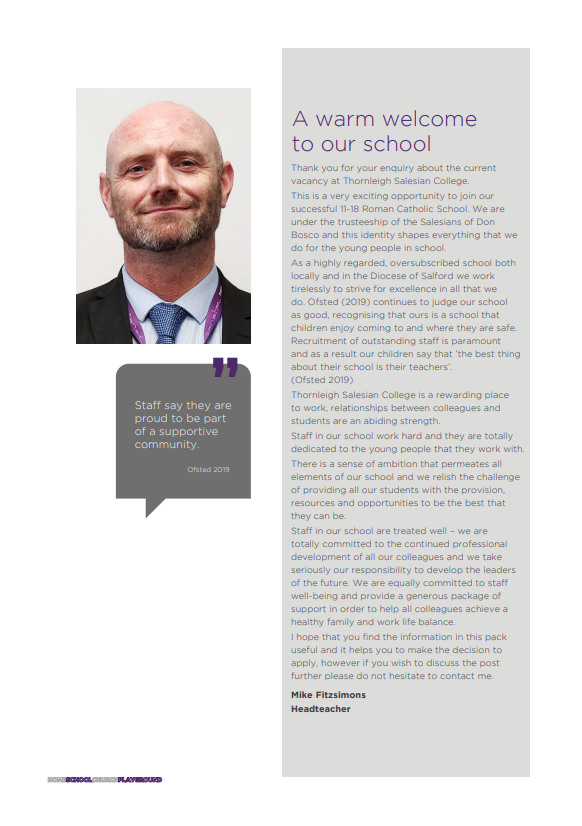 A warm welcome
to our school
Thank you for your enquiry about the current
vacancy at Thornleigh Salesian College.
This is a very exciting opportunity to join our
successful 11-18 Roman Catholic School. We are
under the trusteeship of the Salesians of Don
Bosco and this identity shapes everything that we
do for the young people in school.
As a highly regarded, oversubscribed school both
locally and in the Diocese of Salford we work
tirelessly to strive for excellence in all that we
do. Ofsted (2019) continues to judge our school
as good, recognising that ours is a school that
children enjoy coming to and where they are safe.
Recruitment of outstanding staff is paramount
and as a result our children say that ‘the best thing
about their school is their teachers’.
(Ofsted 2019)
Thornleigh Salesian College is a rewarding place
to work, relationships between colleagues and
students are an abiding strength.
Staff in our school work hard and they are totally
dedicated to the young people that they work with.
There is a sense of ambition that permeates all
elements of our school and we relish the challenge
of providing all our students with the provision,
resources and opportunities to be the best that
they can be.
Staff in our school are treated well – we are
totally committed to the continued professional
development of all our colleagues and we take
seriously our responsibility to develop the leaders
of the future. We are equally committed to staff
well-being and provide a generous package of
support in order to help all colleagues achieve a
healthy family and work life balance.
I hope that you find the information in this pack
useful and it helps you to make the decision to
apply, however if you wish to discuss the post
further please do not hesitate to contact me.
Mike Fitzsimons
Headteacher
”
Staff say they are
proud to be part
of a supportive
community.
Ofsted 2019
HOMESCHOOLCHURCHPLAYGROUND